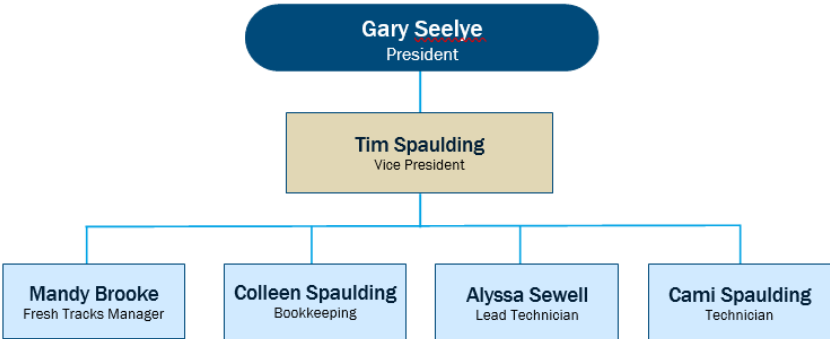 Gary Seelye
President
Tim Spaulding
Vice President
Mandy Brooke
Fresh Tracks Manager
Colleen Spaulding
Bookkeeping
Alyssa Sewell
Lead Technician
Cami Spaulding
Technician